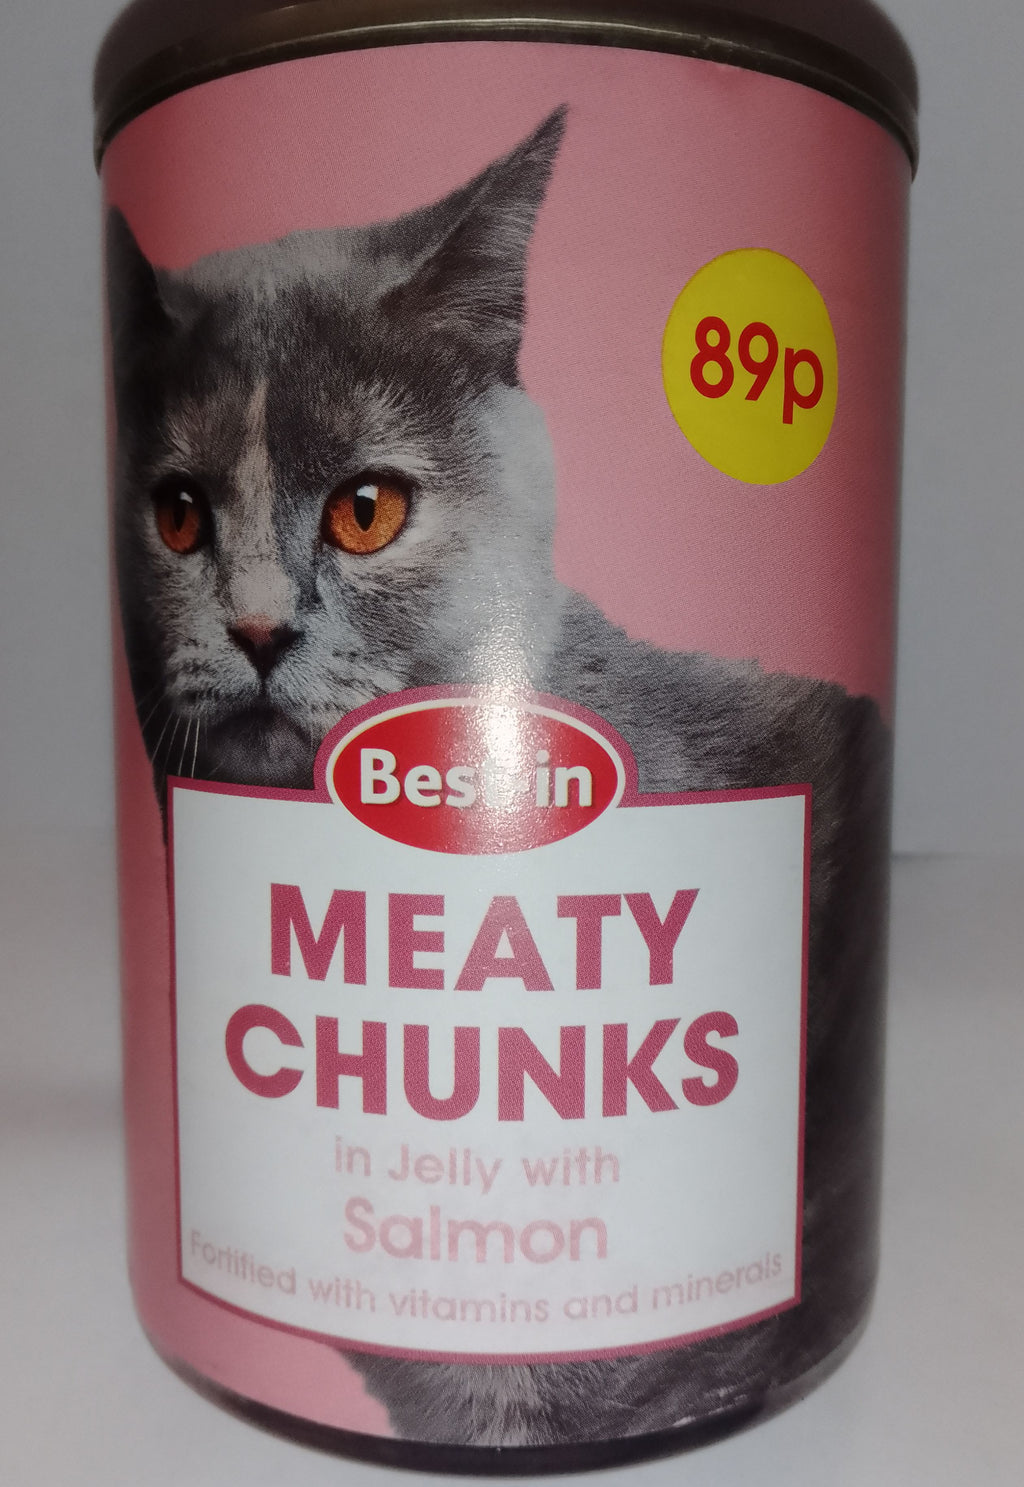 89p
Best-in
MEATY
CHUNKS
in Jelly with
Salmon
Fortified with vitamins and minerals